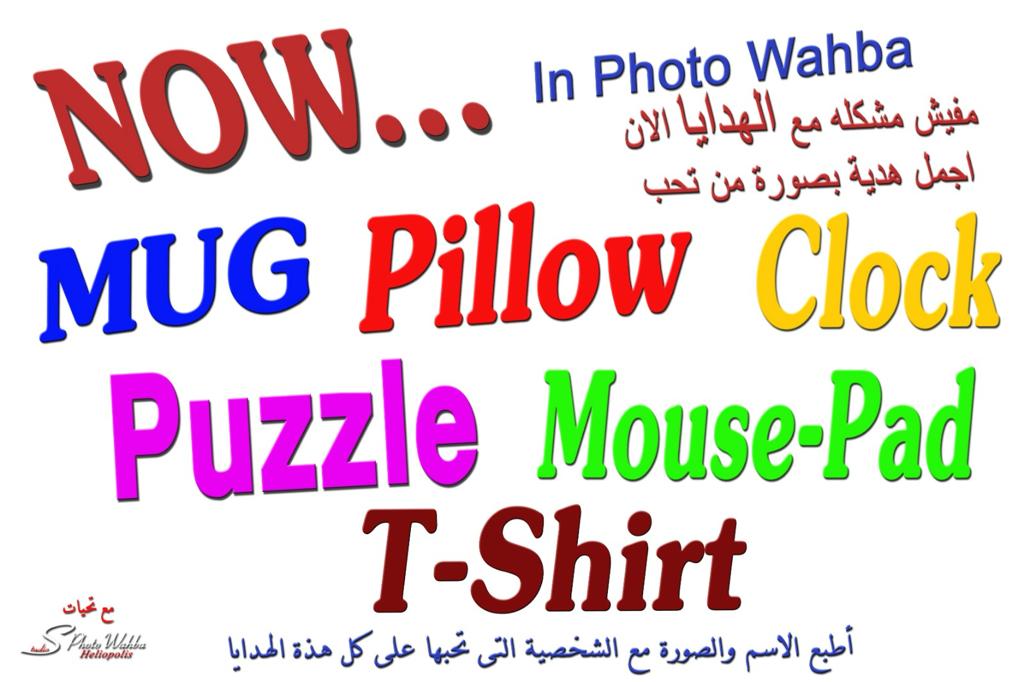 NOW...
In Photo Wahba
مفيش مشكله مع الهدايا الان
اجمل هدية بصورة من تحب
MUG Pillow Clock
Puzzle Mouse-Pad
T-Shirt
مع تحيات
Studio Photo Wahba
Heliopolis
أطبع الاسم والصورة مع الشخصية التى تحبها على كل هذة الهدايا